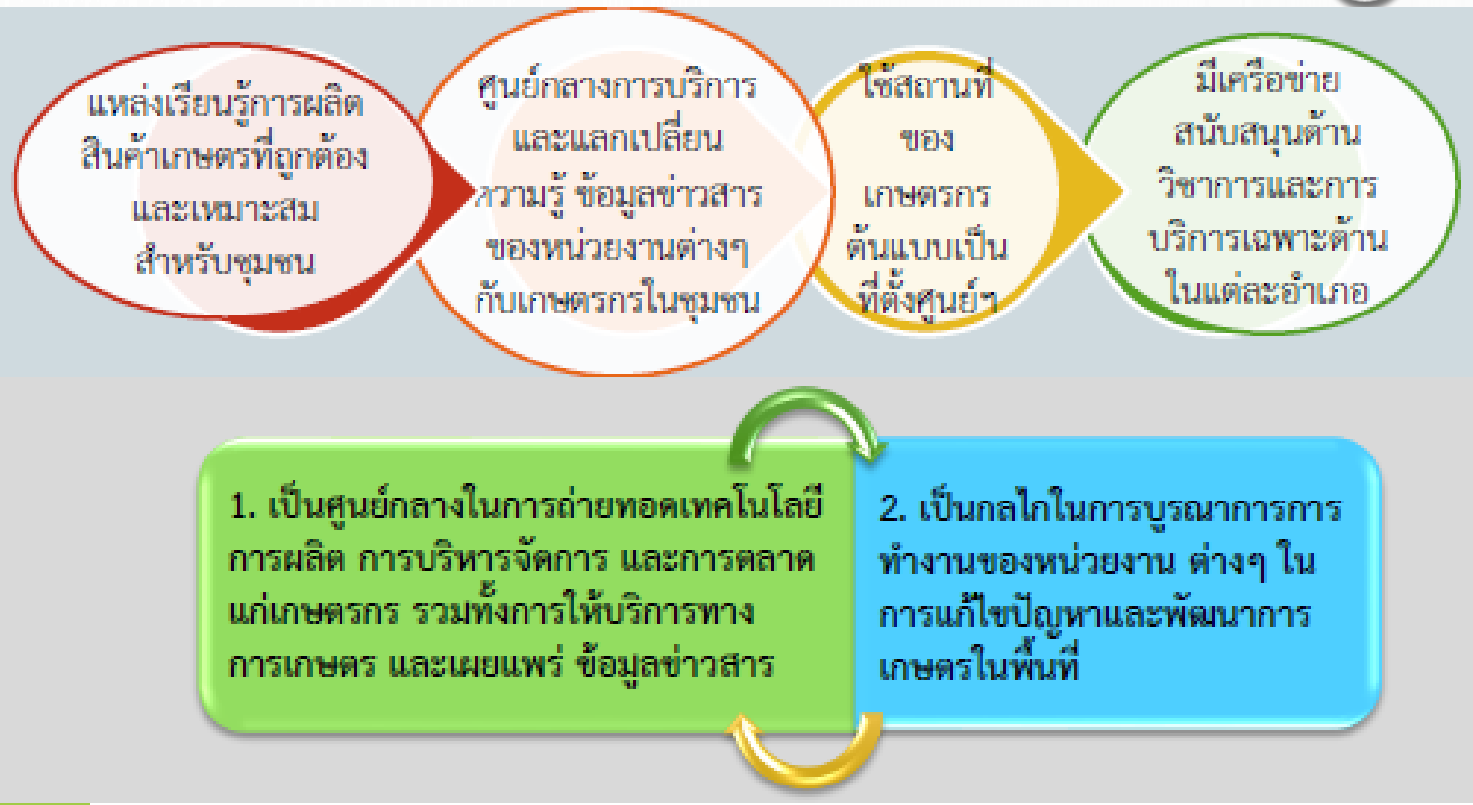 แหล่งเรียนรู้การผลิต
สินค้าเกษตรที่ถูกต้อง
และเหมาะสม
สำหรับชุมชน
ศูนย์กลางการบริการ
และแลกเปลี่ยน
ความรู้ ข้อมูลข่าวสาร
ของหน่วยงานต่างๆ
กับเกษตรกรในชุมชน
ใช้สถานที่
ของ
เกษตรกร
ต้นแบบเป็น
ที่ตั้งศูนย์ฯ
มีเครือข่าย
สนับสนุนด้าน
วิชาการและการ
บริการเฉพาะด้าน
ในแต่ละอำเภอ
1. เป็นศูนย์กลางในการถ่ายทอดเทคโนโลยี
การผลิต การบริหารจัดการ และการตลาด
แก่เกษตรกร รวมทั้งการให้บริการทาง
การเกษตร และเผยแพร่ ข้อมูลข่าวสาร
2. เป็นกลไกในการบูรณาการการ
ทำงานของหน่วยงาน ต่างๆ ใน
การแก้ไขปัญหาและพัฒนาการ
เกษตรในพื้นที่